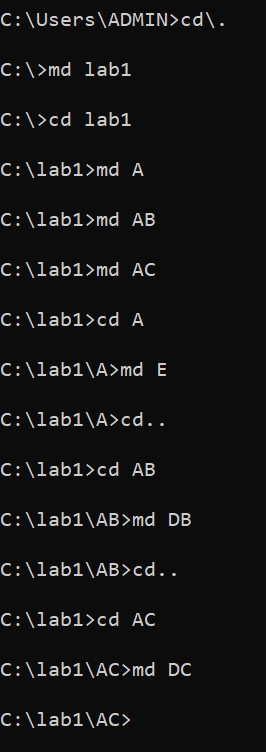 C:\Users\ADMIN>cd\.
C:\>md lab1
C:\>cd lab1
C:\lab1>md A
C:\lab1>md AB
C:\lab1>md AC
C:\lab1>cd A
C:\lab1\A>md E
C:\lab1\A>cd..
C:\lab1>cd AB
C:\lab1\AB>md DB
C:\lab1\AB>cd..
C:\lab1>cd AC
C:\lab1\AC>md DC
C:\lab1\AC>